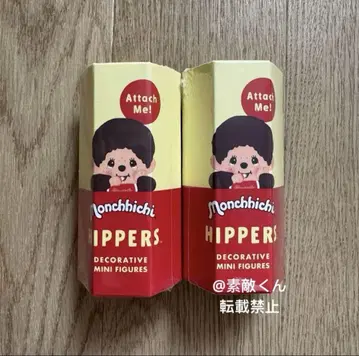 Attach
Me!
Monchhichi
HIPPERS
DECORATIVE
MINI FIGURES
Attach
Me!
Monchhichi
HIPPERS
DECORATIVE
MINI FIGURES
@素敵くん
転載禁止